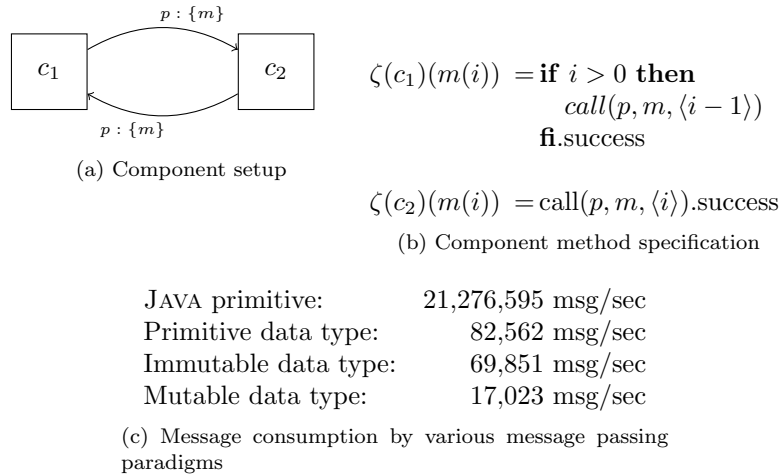 p : {m}
c₁
c₂
p : {m}
(a) Component setup
ζ(c₁)(m(i)) = if i > 0 then
call(p, m, ⟨i − 1⟩)
fi.success
ζ(c₂)(m(i)) = call(p, m, ⟨i⟩).success
(b) Component method specification
JAVA primitive: 21,276,595 msg/sec
Primitive data type: 82,562 msg/sec
Immutable data type: 69,851 msg/sec
Mutable data type: 17,023 msg/sec
(c) Message consumption by various message passing
paradigms